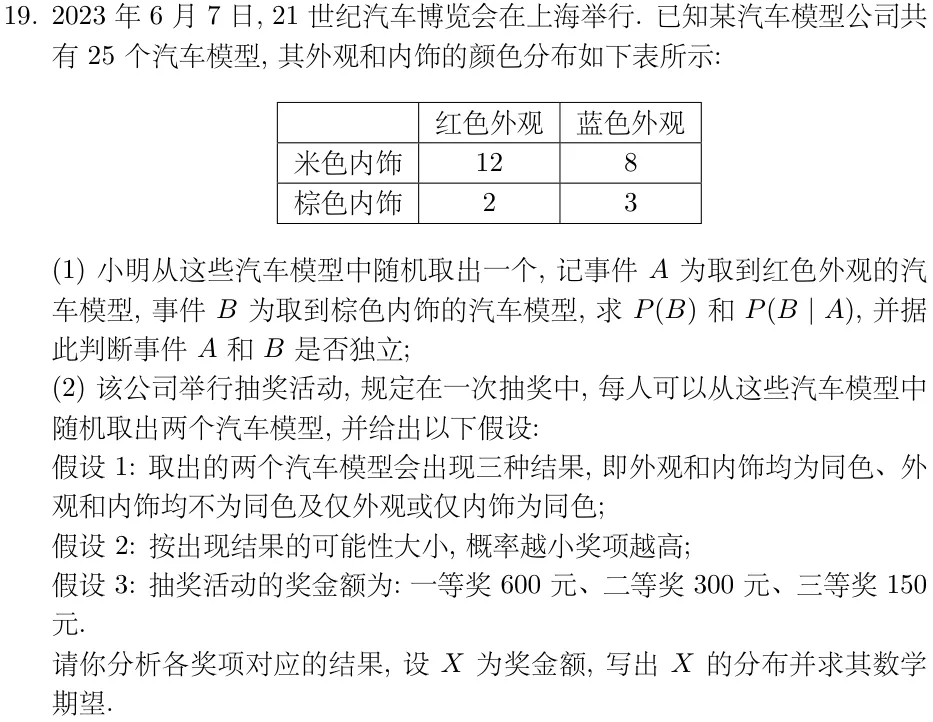 19. 2023 年 6 月 7 日, 21 世纪汽车博览会在上海举行. 已知某汽车模型公司共
有 25 个汽车模型, 其外观和内饰的颜色分布如下表所示:
红色外观 蓝色外观
米色内饰 12 8
棕色内饰 2 3
(1) 小明从这些汽车模型中随机取出一个, 记事件 A 为取到红色外观的汽
车模型, 事件 B 为取到棕色内饰的汽车模型, 求 P(B) 和 P(B | A), 并据
此判断事件 A 和 B 是否独立;
(2) 该公司举行抽奖活动, 规定在一次抽奖中, 每人可以从这些汽车模型中
随机取出两个汽车模型, 并给出以下假设:
假设 1: 取出的两个汽车模型会出现三种结果, 即外观和内饰均为同色、外
观和内饰均不为同色及仅外观或仅内饰为同色;
假设 2: 按出现结果的可能性大小, 概率越小奖项越高;
假设 3: 抽奖活动的奖金额为: 一等奖 600 元、二等奖 300 元、三等奖 150
元.
请你分析各奖项对应的结果, 设 X 为奖金额, 写出 X 的分布并求其数学
期望.